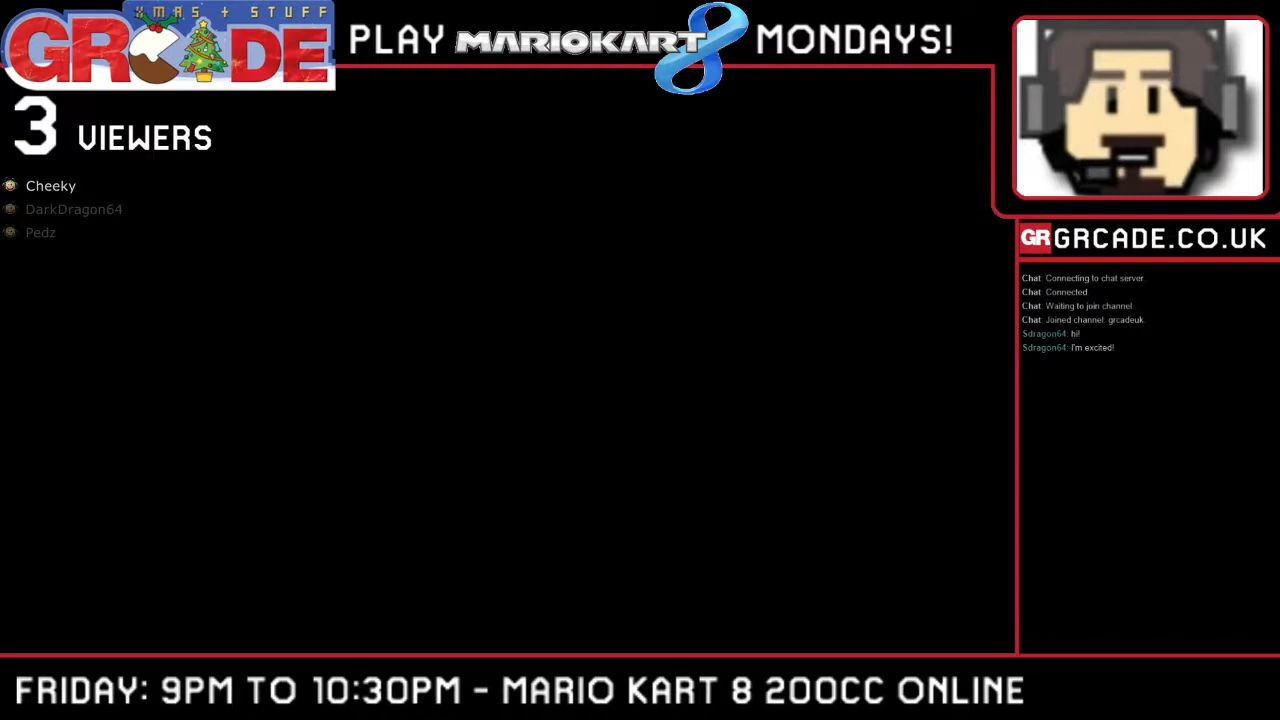 XMAS + STUFF
GRCADE
PLAY MARIOKART 8 MONDAYS!
3 VIEWERS
Cheeky
DarkDragon64
Pedz
GR GRCADE.CO.UK
Chat: Connecting to chat server.
Chat: Connected
Chat: Waiting to join channel.
Chat: Joined channel: grcadeuk.
Sdragon64: hi!
Sdragon64: I'm excited!
FRIDAY: 9PM TO 10:30PM - MARIO KART 8 200CC ONLINE